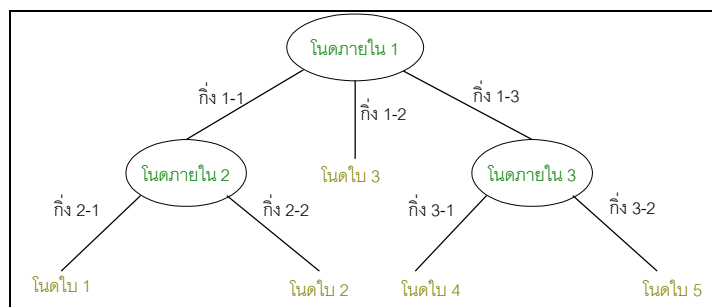 โนดภายใน 1
กิ่ง 1-1
กิ่ง 1-2
กิ่ง 1-3
โนดภายใน 2
โนดใบ 3
โนดภายใน 3
กิ่ง 2-1
กิ่ง 2-2
กิ่ง 3-1
กิ่ง 3-2
โนดใบ 1
โนดใบ 2
โนดใบ 4
โนดใบ 5